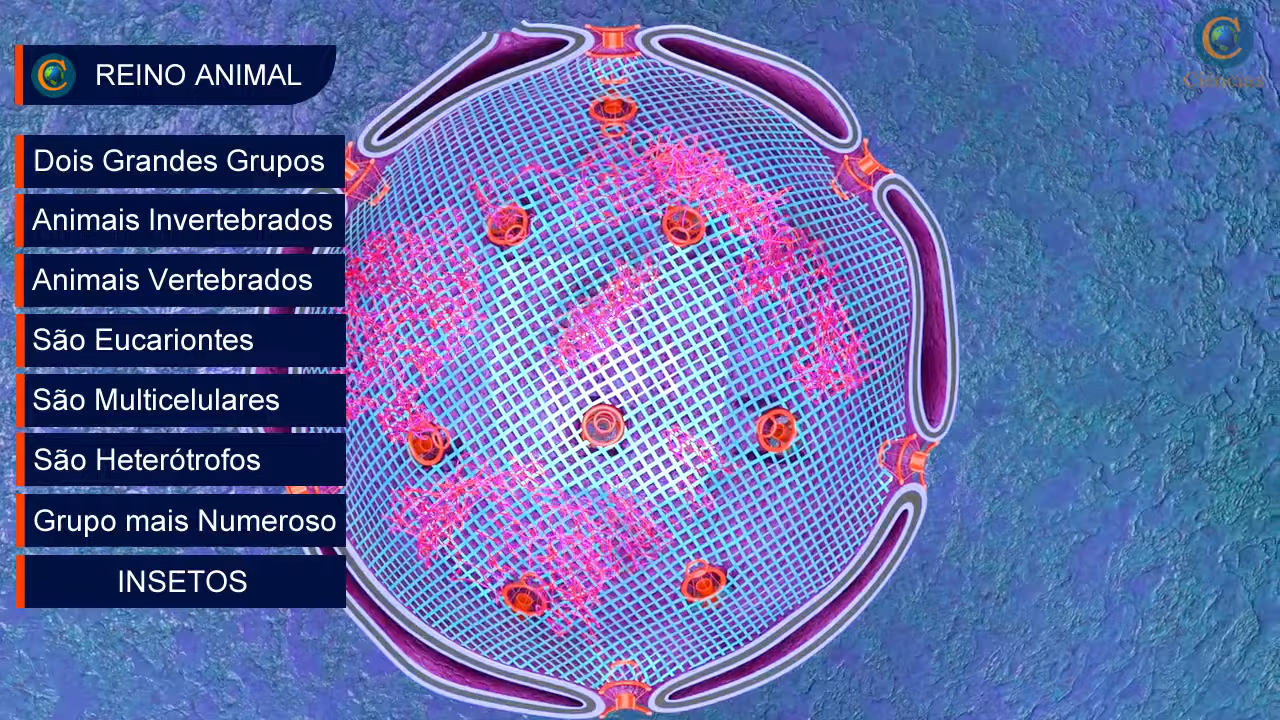 REINO ANIMAL
Dois Grandes Grupos
Animais Invertebrados
Animais Vertebrados
São Eucariontes
São Multicelulares
São Heterótrofos
Grupo mais Numeroso
INSETOS
Ciências